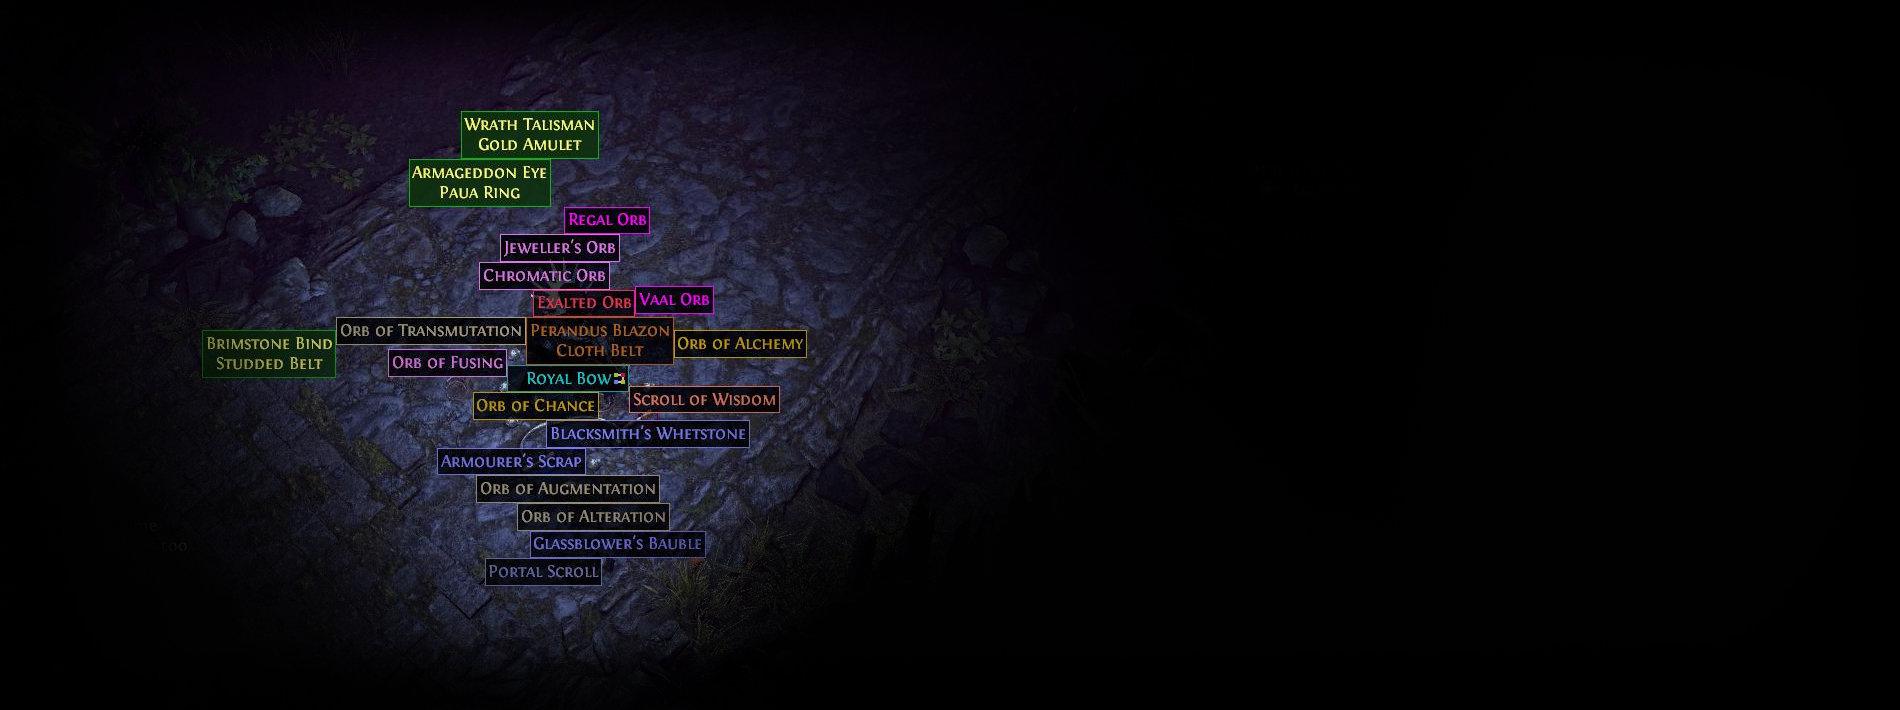 Wrath Talisman
Gold Amulet
Armageddon Eye
Paua Ring
Regal Orb
Jeweller's Orb
Chromatic Orb
Exalted Orb
Vaal Orb
Orb of Transmutation
Perandus Blazon
Cloth Belt
Brimstone Bind
Studded Belt
Orb of Alchemy
Orb of Fusing
Royal Bow
Orb of Chance
Scroll of Wisdom
Blacksmith's Whetstone
Armourer's Scrap
Orb of Augmentation
Orb of Alteration
Glassblower's Bauble
Portal Scroll